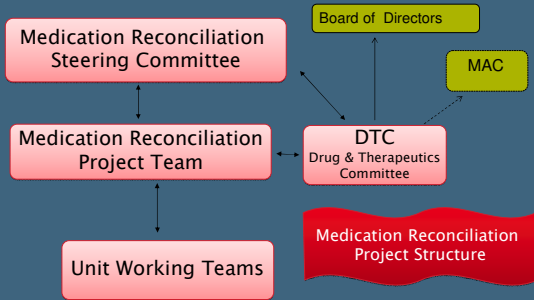 Board of Directors
Medication Reconciliation
Steering Committee
MAC
Medication Reconciliation
Project Team
DTC
Drug & Therapeutics
Committee
Medication Reconciliation
Project Structure
Unit Working Teams